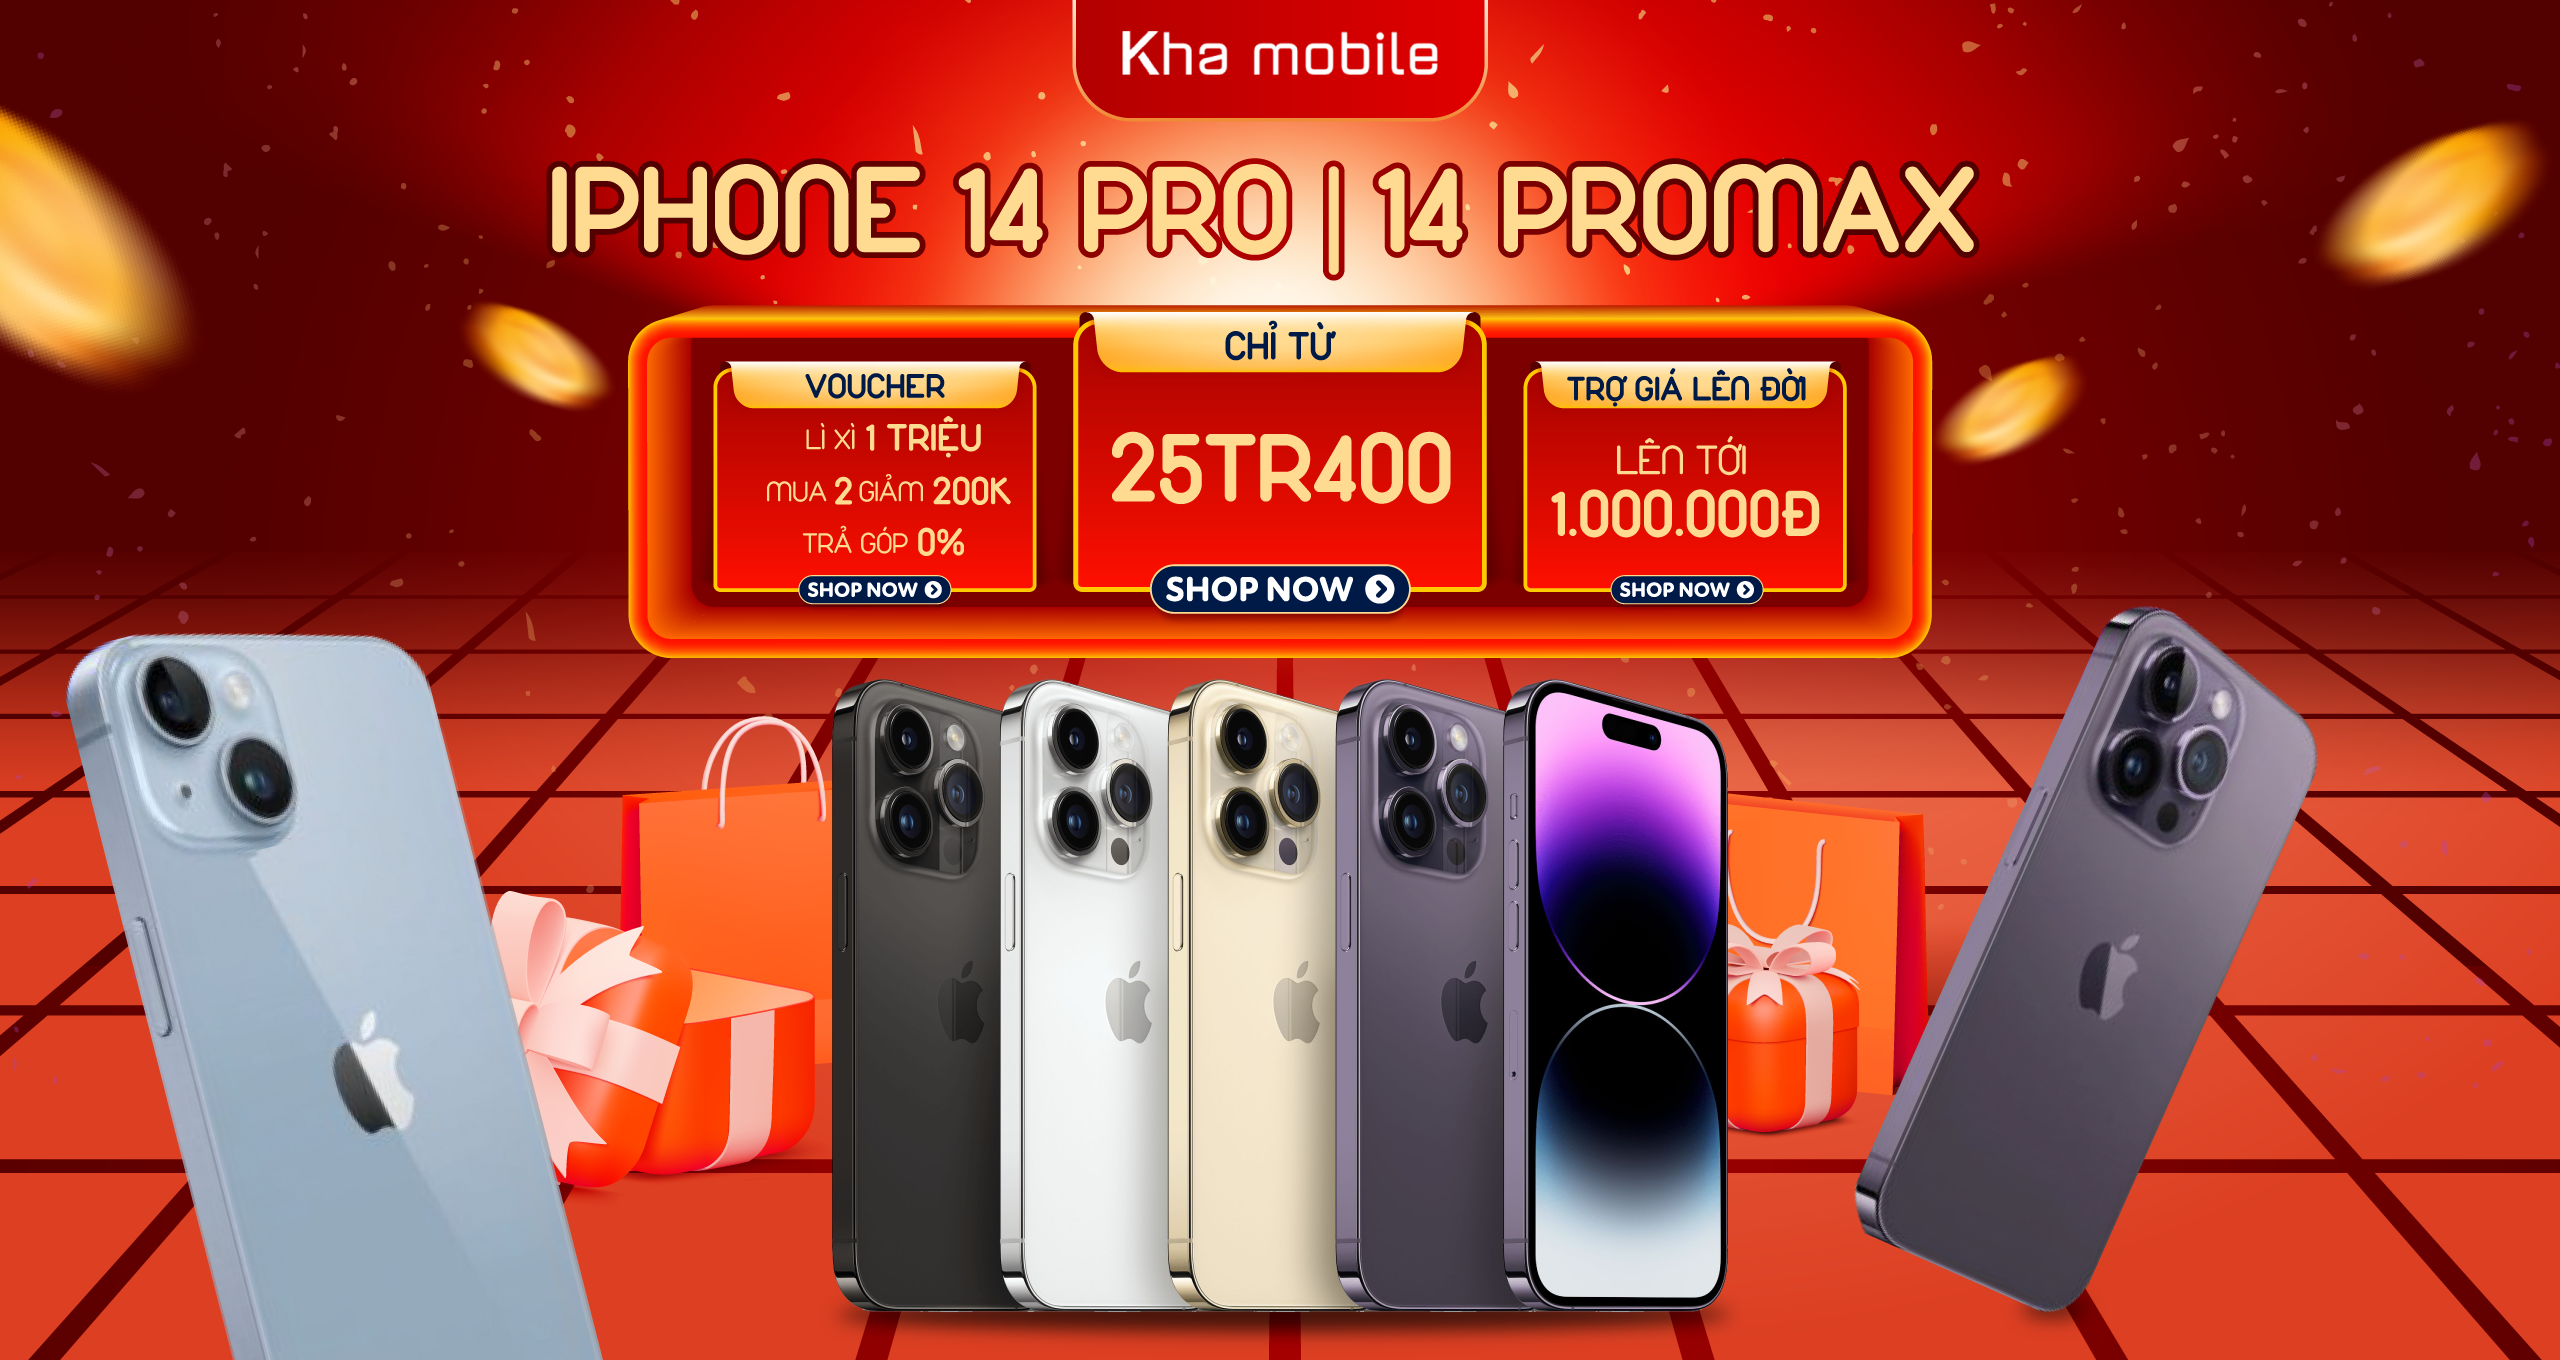 Kha mobile
IPHONE 14 PRO | 14 PROMAX
VOUCHER
LÌ XÌ 1 TRIỆU
MUA 2 GIẢM 200K
TRẢ GÓP 0%
SHOP NOW
CHỈ TỪ
25TR400
SHOP NOW
TRỢ GIÁ LÊN ĐỜI
LÊN TỚI
1.000.000Đ
SHOP NOW